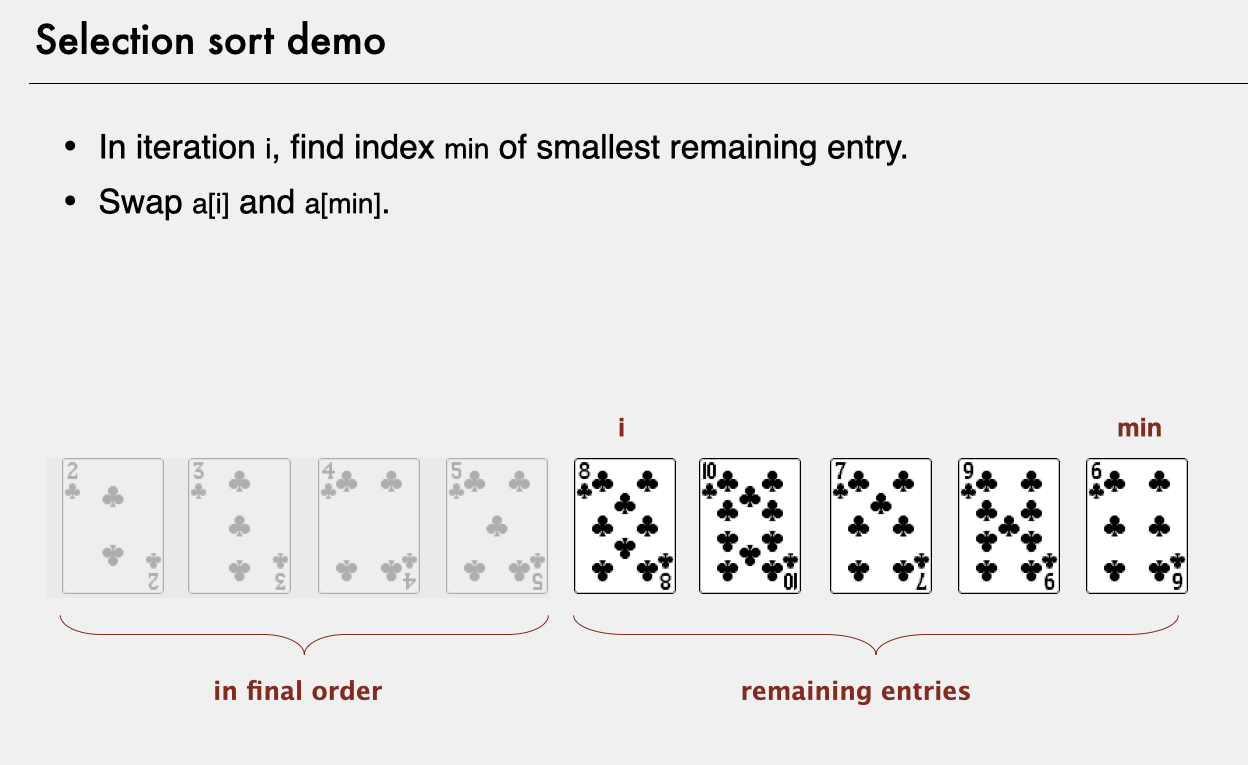 Selection sort demo
• In iteration i, find index min of smallest remaining entry.
• Swap a[i] and a[min].
i min
2 3 4 5 8 10 7 9 6
2 3 4 5 8 10 7 9 6
in final order remaining entries